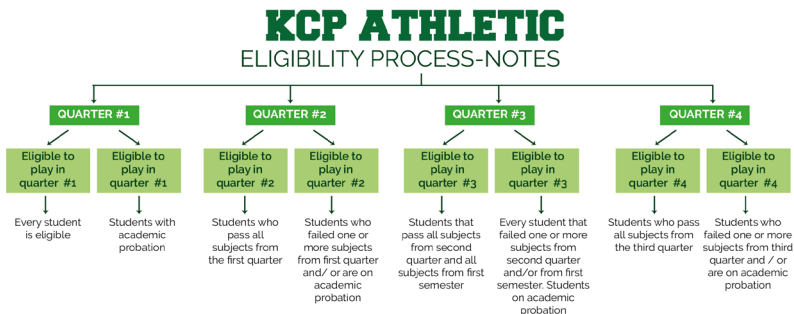 KCP ATHLETIC
ELIGIBILITY PROCESS-NOTES
QUARTER #1
Eligible to
play in
quarter #1
Every student
is eligible
Eligible to
play in
quarter #1
Students with
academic
probation
QUARTER #2
Eligible to
play in
quarter #2
Students who
pass all
subjects from
the first quarter
Eligible to
play in
quarter #2
Students who
failed one or
more subjects
from first quarter
and/ or are on
academic
probation
QUARTER #3
Eligible to
play in
quarter #3
Students that
pass all subjects
from second
quarter and all
subjects from first
semester
Eligible to
play in
quarter #3
Every student that
failed one or more
subjects from
second quarter
and/or from first
semester. Students
on academic
probation
QUARTER #4
Eligible to
play in
quarter #4
Students who pass
all subjects from
the third quarter
Eligible to
play in
quarter #4
Students who
failed one or more
subjects from third
quarter and / or
are on academic
probation